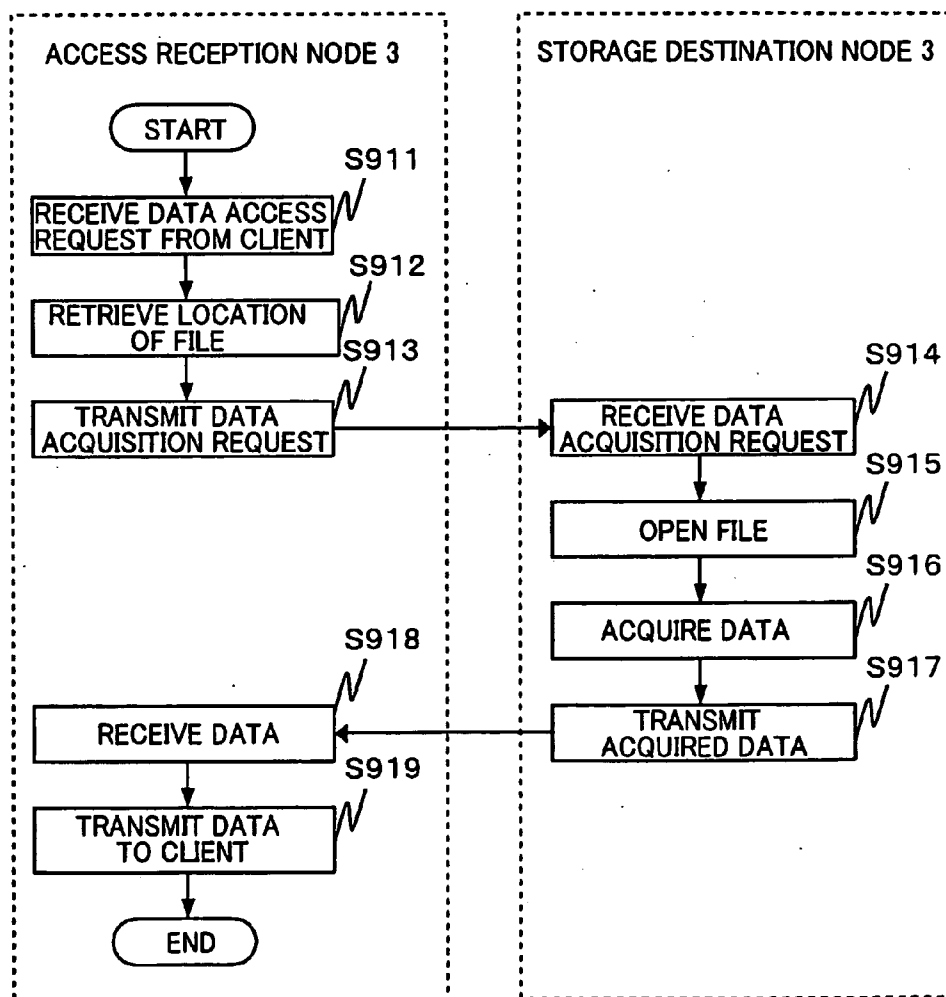 ACCESS RECEPTION NODE 3
START
S911
RECEIVE DATA ACCESS
REQUEST FROM CLIENT
S912
RETRIEVE LOCATION
OF FILE
S913
TRANSMIT DATA
ACQUISITION REQUEST
STORAGE DESTINATION NODE 3
S914
RECEIVE DATA
ACQUISITION REQUEST
S915
OPEN FILE
S916
ACQUIRE DATA
S917
TRANSMIT
ACQUIRED DATA
S918
RECEIVE DATA
S919
TRANSMIT DATA
TO CLIENT
END